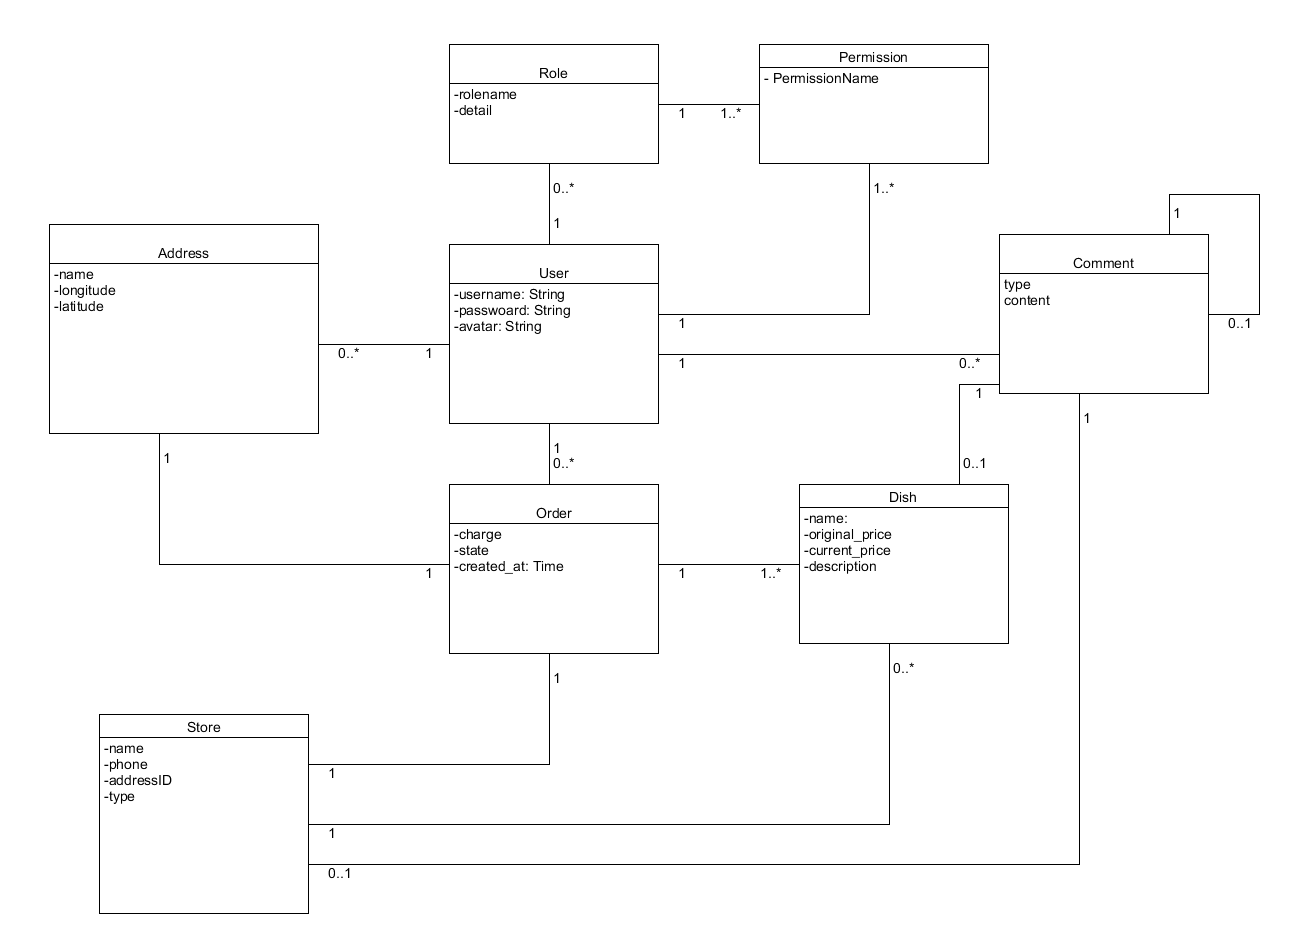 Role
-rolename
-detail
Permission
- PermissionName
1
1..*
0..*
1
1..*
Address
-name
-longitude
-latitude
User
-username: String
-passwoard: String
-avatar: String
Comment
type
content
1
0..1
0..*
1
1
1
0..*
1
1
1
0..*
1
0..1
Order
-charge
-state
-created_at: Time
Dish
-name:
-original_price
-current_price
-description
1
1
1..*
1
0..*
Store
-name
-phone
-addressID
-type
1
1
0..1